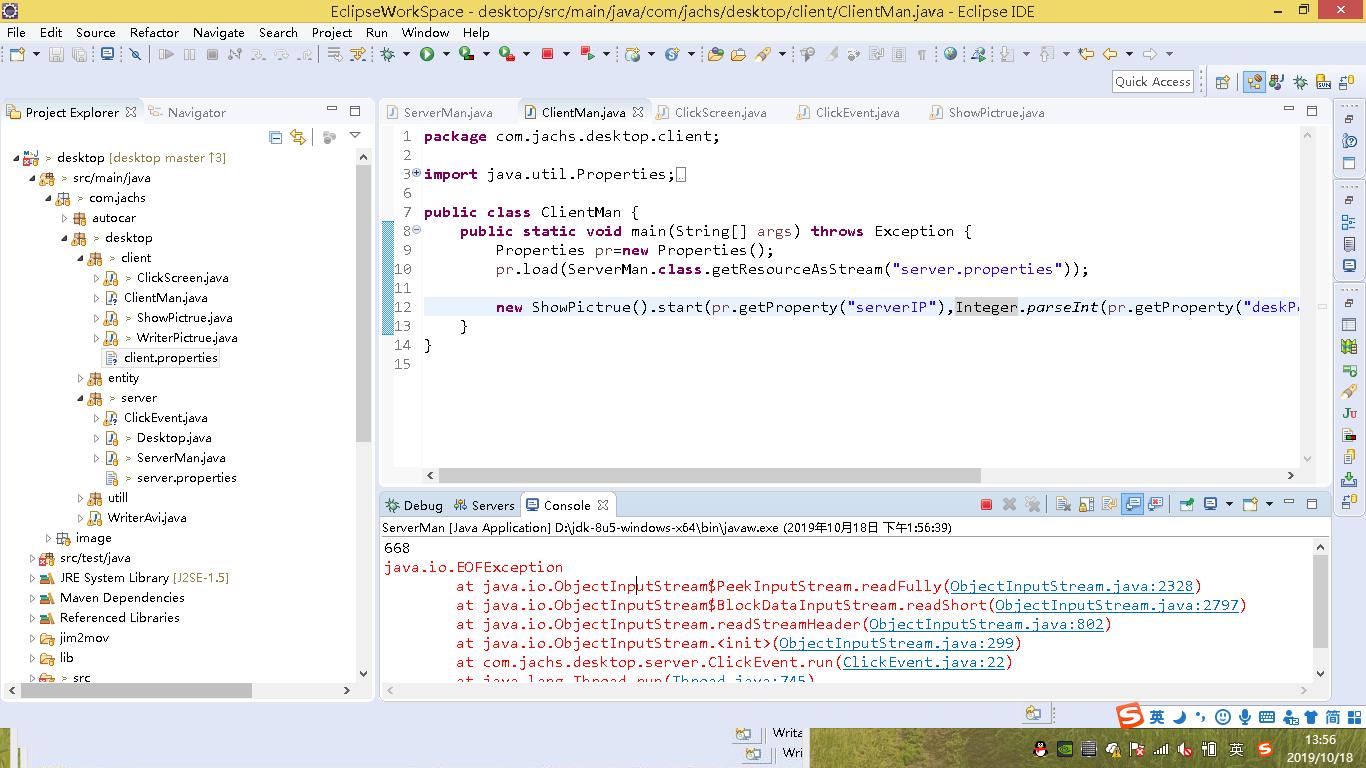 EclipseWorkSpace - desktop/src/main/java/com/jachs/desktop/client/ClientMan.java - Eclipse IDE
File Edit Source Refactor Navigate Search Project Run Window Help
Quick Access
Project Explorer Navigator
desktop [desktop master ↑3]
src/main/java
com.jachs
autocar
desktop
client
ClickScreen.java
ClientMan.java
ShowPictrue.java
WriterPictrue.java
client.properties
entity
server
ClickEvent.java
Desktop.java
ServerMan.java
server.properties
utill
WriterAvi.java
image
src/test/java
JRE System Library [J2SE-1.5]
Maven Dependencies
Referenced Libraries
jim2mov
lib
src
ServerMan.java ClientMan.java ClickScreen.java ClickEvent.java ShowPictrue.java
1 package com.jachs.desktop.client;
2
3 import java.util.Properties;
6
7 public class ClientMan {
8 public static void main(String[] args) throws Exception {
9 Properties pr=new Properties();
10 pr.load(ServerMan.class.getResourceAsStream("server.properties"));
11
12 new ShowPictrue().start(pr.getProperty("serverIP"),Integer.parseInt(pr.getProperty("deskP
13 }
14 }
15
Debug Servers Console
ServerMan [Java Application] D:\jdk-8u5-windows-x64\bin\javaw.exe (2019年10月18日 下午1:56:39)
668
java.io.EOFException
at java.io.ObjectInputStream$PeekInputStream.readFully(ObjectInputStream.java:2328)
at java.io.ObjectInputStream$BlockDataInputStream.readShort(ObjectInputStream.java:2797)
at java.io.ObjectInputStream.readStreamHeader(ObjectInputStream.java:802)
at java.io.ObjectInputStream.<init>(ObjectInputStream.java:299)
at com.jachs.desktop.server.ClickEvent.run(ClickEvent.java:22)
at java.lang.Thread.run(Thread.java:745)
英 简
Writa
Wri
英
13:56
2019/10/18